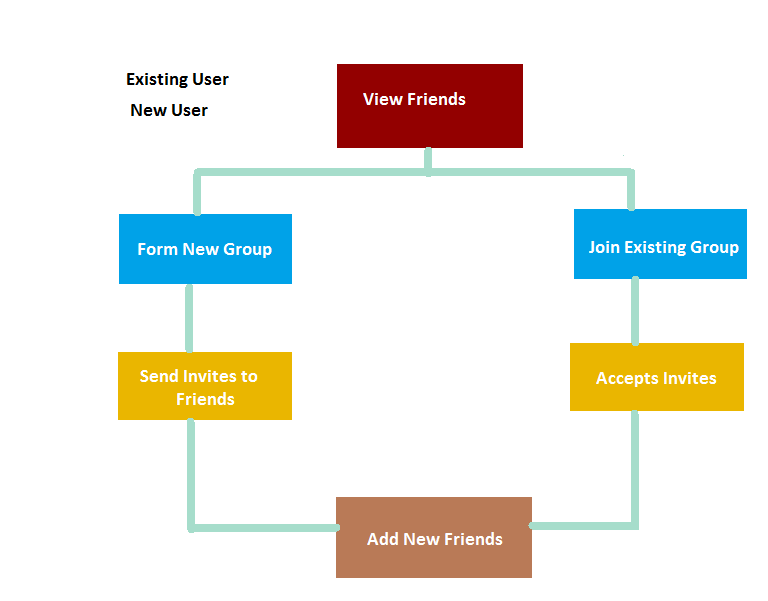 Existing User
New User
View Friends
Form New Group
Join Existing Group
Send Invites to
Friends
Accepts Invites
Add New Friends